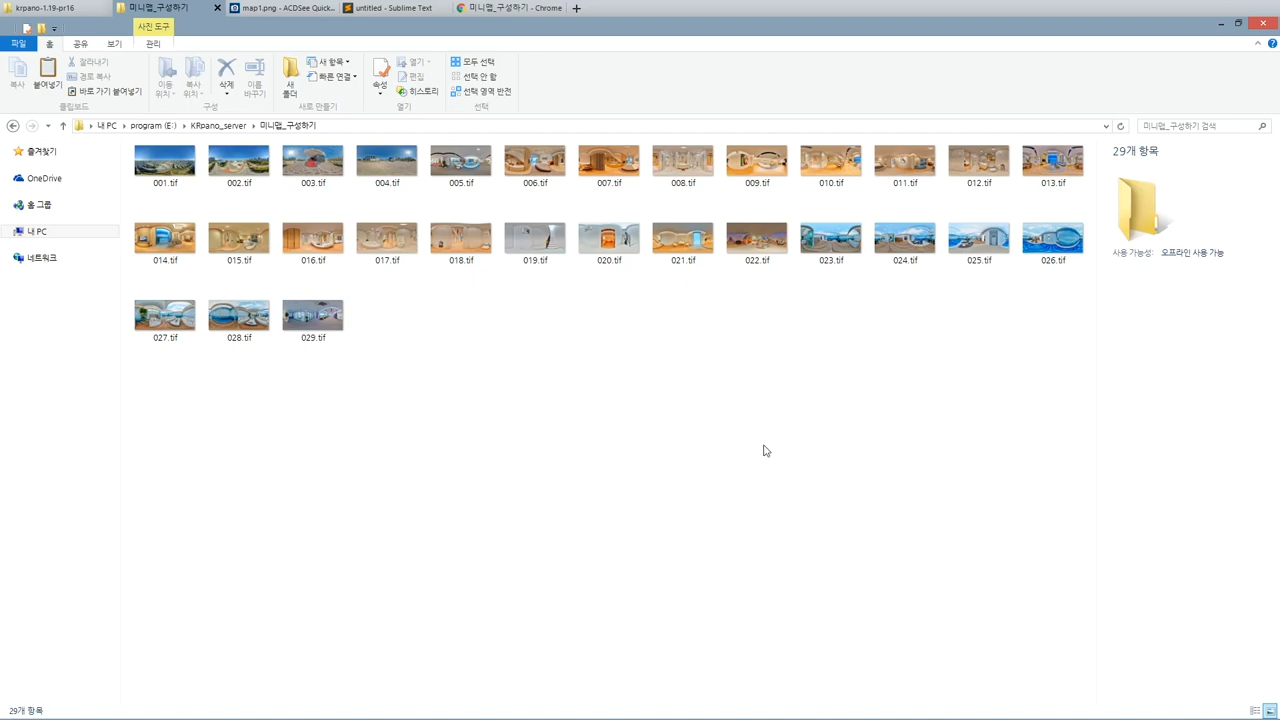 krpano-1.19-pr16
미니맵_구성하기
map1.png - ACDSee Quick...
untitled - Sublime Text
미니맵_구성하기 - Chrome
사진 도구
파일
홈
공유
보기
관리
복사
붙여넣기
잘라내기
경로 복사
바로 가기 붙여넣기
클립보드
이동 위치
복사 위치
삭제
이름 바꾸기
구성
새 폴더
새 항목
빠른 연결
새로 만들기
속성
열기
편집
히스토리
열기
모두 선택
선택 안 함
선택 영역 반전
선택
내 PC
program (E:)
KRpano_server
미니맵_구성하기
미니맵_구성하기 검색
즐겨찾기
OneDrive
홈 그룹
내 PC
네트워크
001.tif 002.tif 003.tif 004.tif 005.tif 006.tif 007.tif 008.tif 009.tif 010.tif 011.tif 012.tif 013.tif
014.tif 015.tif 016.tif 017.tif 018.tif 019.tif 020.tif 021.tif 022.tif 023.tif 024.tif 025.tif 026.tif
027.tif 028.tif 029.tif
29개 항목
사용 가능성: 오프라인 사용 가능
29개 항목